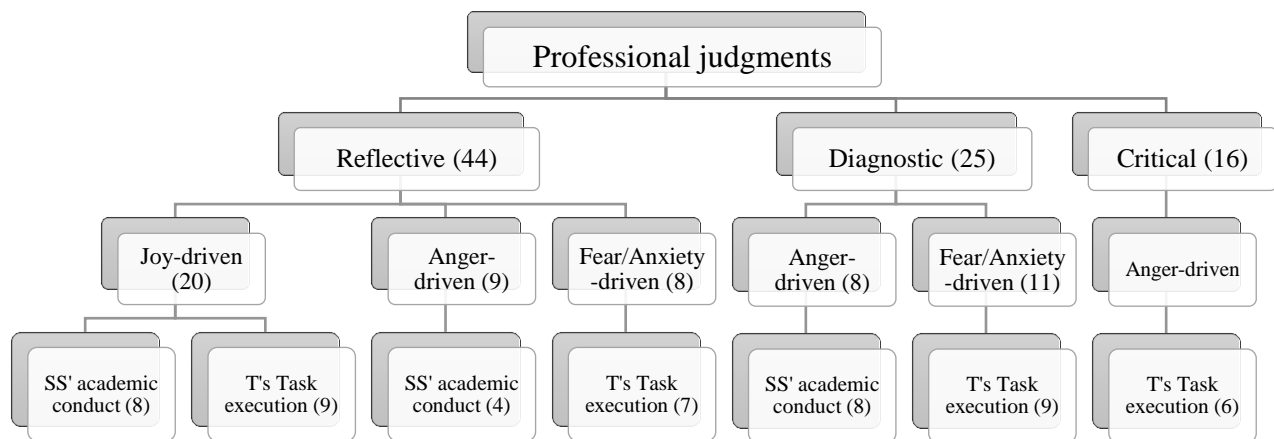 Professional judgments
Reflective (44)
Diagnostic (25)
Critical (16)
Joy-driven
(20)
Anger-
driven (9)
Fear/Anxiety
-driven (8)
Anger-
driven (8)
Fear/Anxiety
-driven (11)
Anger-driven
SS' academic
conduct (8)
T's Task
execution (9)
SS' academic
conduct (4)
T's Task
execution (7)
SS' academic
conduct (8)
T's Task
execution (9)
T's Task
execution (6)